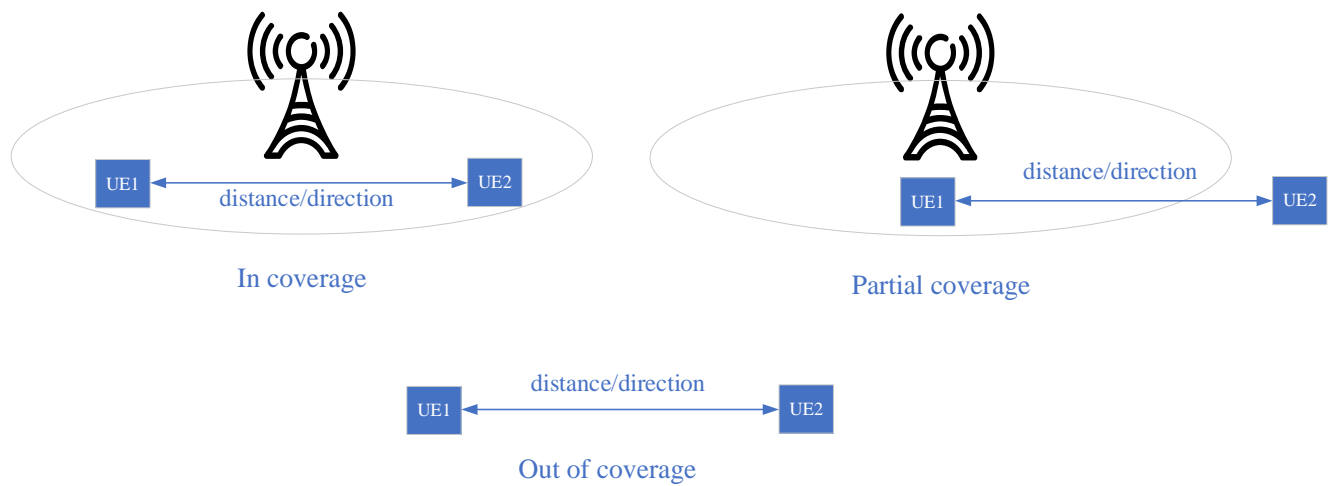 UE1
distance/direction
UE2
In coverage
UE1
distance/direction
UE2
Partial coverage
UE1
distance/direction
UE2
Out of coverage